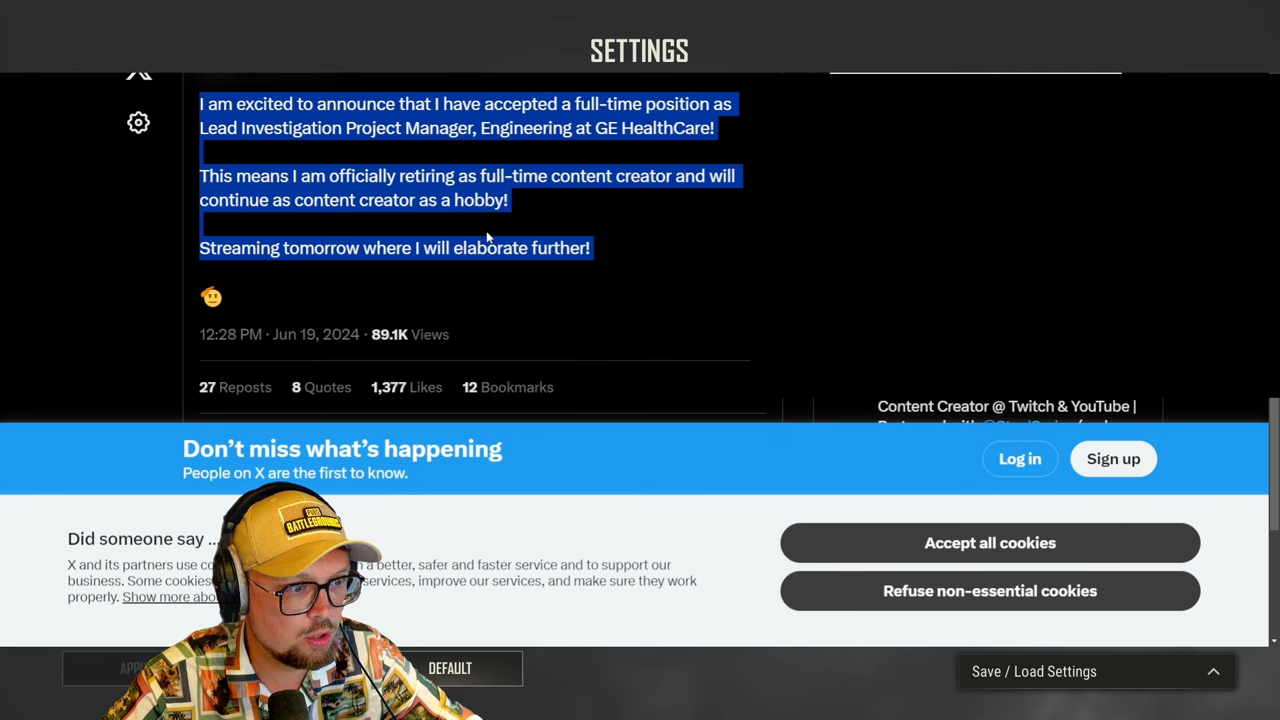 SETTINGS
I am excited to announce that I have accepted a full-time position as
Lead Investigation Project Manager, Engineering at GE HealthCare!
This means I am officially retiring as full-time content creator and will
continue as content creator as a hobby!
Streaming tomorrow where I will elaborate further!
12:28 PM · Jun 19, 2024 · 89.1K Views
27 Reposts 8 Quotes 1,377 Likes 12 Bookmarks
Content Creator @ Twitch & YouTube |
Don’t miss what’s happening
People on X are the first to know.
Log in
Sign up
Did someone say ...
X and its partners use a better, safer and faster service and to support our
business. Some cookies services, improve our services, and make sure they work
properly. Show more
Accept all cookies
Refuse non-essential cookies
BATTLEGROUNDS
DEFAULT
Save / Load Settings